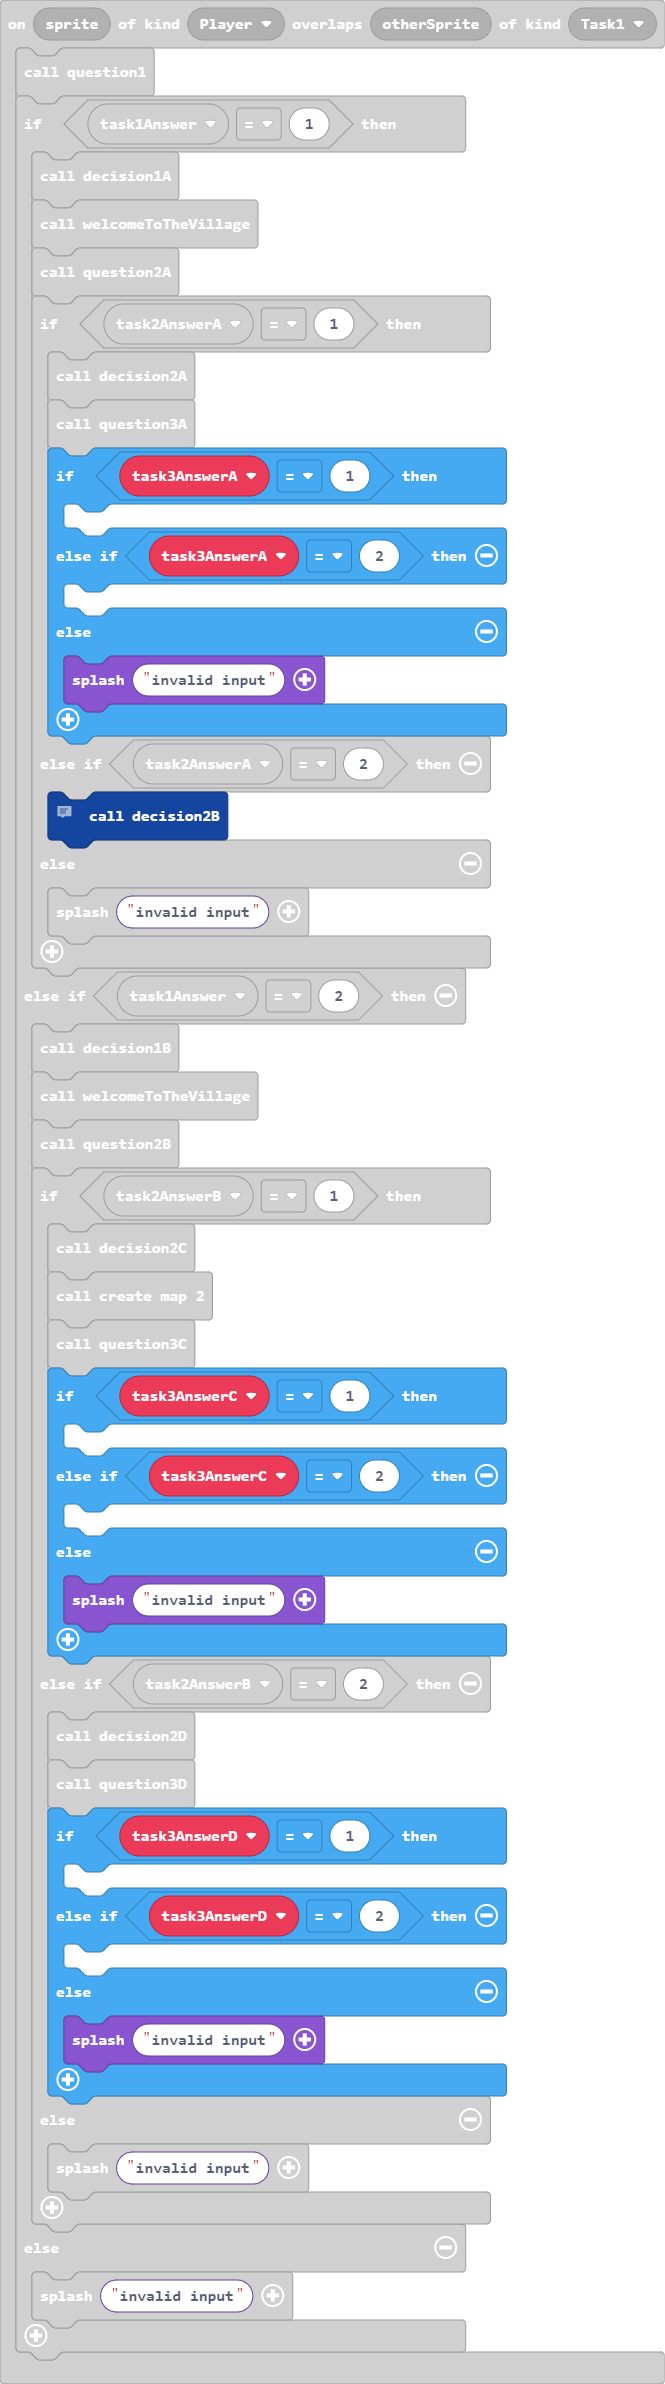 on sprite of kind Player overlaps otherSprite of kind Task1
call question1
if task1Answer = 1 then
call decision1A
call welcomeToTheVillage
call question2A
if task2AnswerA = 1 then
call decision2A
call question3A
if task3AnswerA = 1 then
else if task3AnswerA = 2 then
else
splash "invalid input"
else if task2AnswerA = 2 then
call decision2B
else
splash "invalid input"
else if task1Answer = 2 then
call decision1B
call welcomeToTheVillage
call question2B
if task2AnswerB = 1 then
call decision2C
call create map 2
call question3C
if task3AnswerC = 1 then
else if task3AnswerC = 2 then
else
splash "invalid input"
else if task2AnswerB = 2 then
call decision2D
call question3D
if task3AnswerD = 1 then
else if task3AnswerD = 2 then
else
splash "invalid input"
else
splash "invalid input"
else
splash "invalid input"